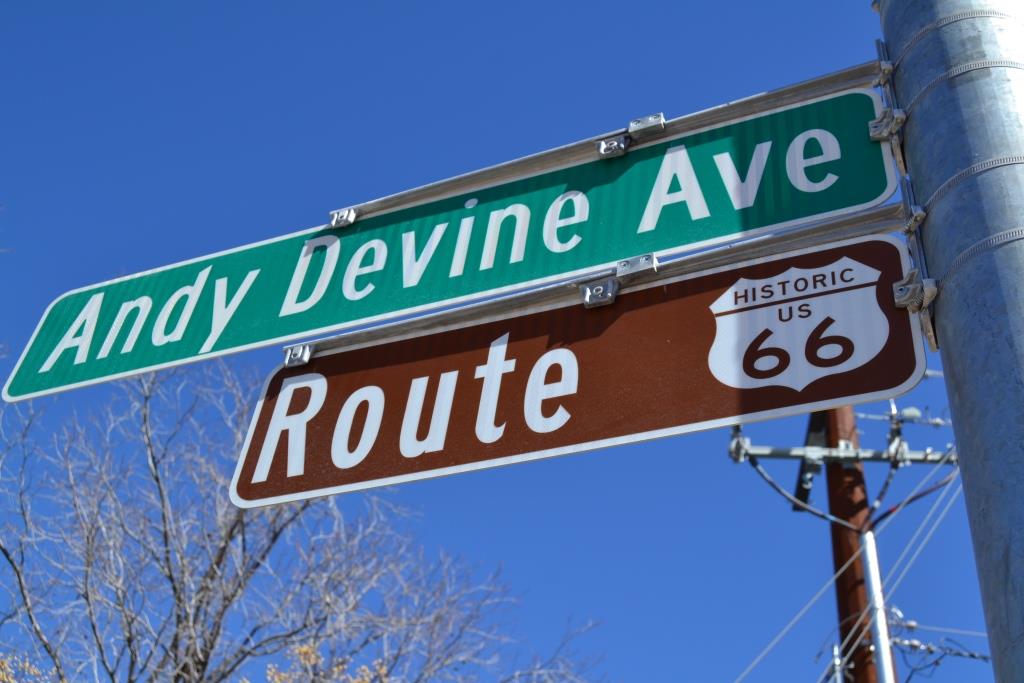 Andy Devine Ave
Route
HISTORIC
US
66